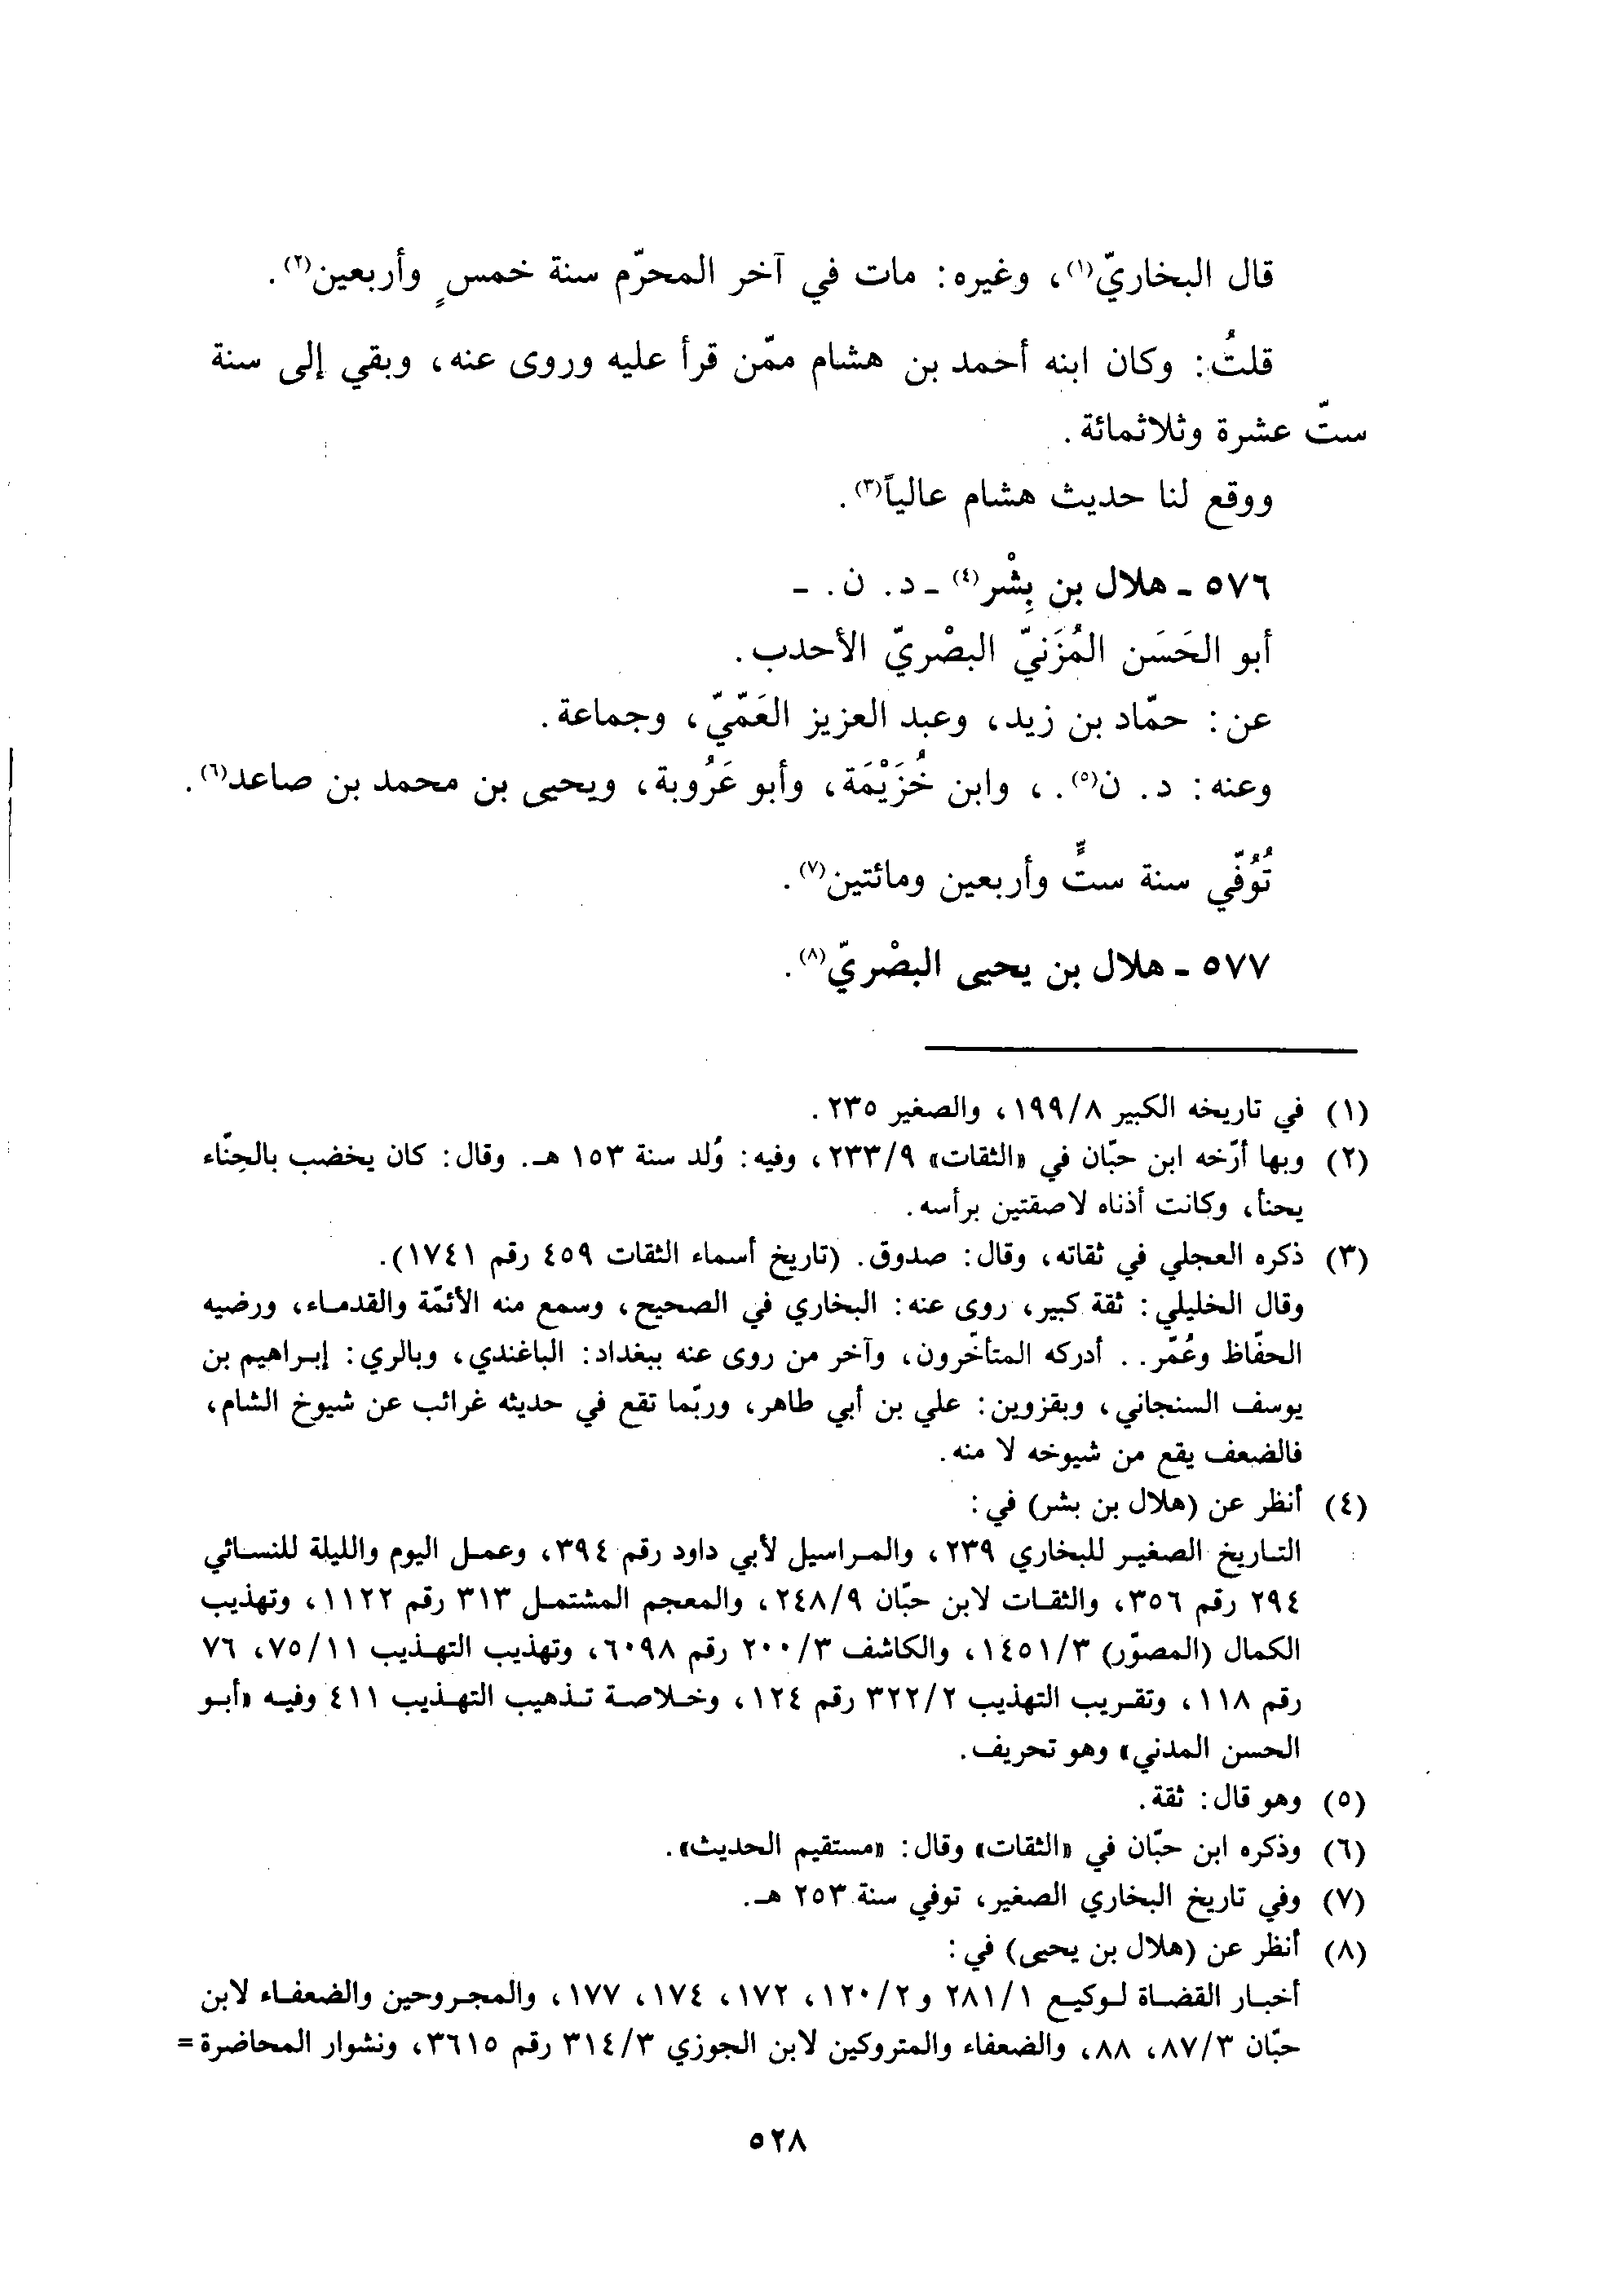 قال البخاريّ(١)، وغيره: مات في آخر المحرّم سنة خمسٍ وأربعين(٢).
قلتُ: وكان ابنه أحمد بن هشام ممّن قرأ عليه وروى عنه، وبقي إلى سنة
ستّ عشرة وثلاثمائة.
ووقع لنا حديث هشام عالياً(٣).
٥٧٦ - هلال بن بِشْر(٤) - د. ن. -
أبو الحَسَن المُزَنيّ البصْريّ الأحدب.
عن: حمّاد بن زيد، وعبد العزيز العَمّيّ، وجماعة.
وعنه: د. ن(٥).، وابن خُزَيْمَة، وأبو عَرُوبة، ويحيى بن محمد بن صاعد(٦).
تُوُفّي سنة ستٍّ وأربعين ومائتين(٧).
٥٧٧ - هلال بن يحيى البصْريّ(٨).
(١) في تاريخه الكبير ١٩٩/٨، والصغير ٢٣٥.
(٢) وبها أرّخه ابن حبّان في «الثقات» ٢٣٣/٩، وفيه: وُلد سنة ١٥٣ هـ. وقال: كان يخضب بالحِنّاء
يحنأ، وكانت أذناه لاصقتين برأسه.
(٣) ذكره العجلي في ثقاته، وقال: صدوق. (تاريخ أسماء الثقات ٤٥٩ رقم ١٧٤١).
وقال الخليلي: ثقة كبير، روى عنه: البخاري في الصحيح، وسمع منه الأئمّة والقدماء، ورضيه
الحفّاظ وعُمّر.. أدركه المتأخّرون، وآخر من روى عنه ببغداد: الباغندي، وبالري: إبراهيم بن
يوسف السنجاني، وبقزوين: علي بن أبي طاهر، وربّما تقع في حديثه غرائب عن شيوخ الشام،
فالضعف يقع من شيوخه لا منه.
(٤) أنظر عن (هلال بن بشر) في:
التاريخ الصغير للبخاري ٢٣٩، والمراسيل لأبي داود رقم ٣٩٤، وعمل اليوم والليلة للنسائي
٢٩٤ رقم ٣٥٦، والثقات لابن حبّان ٢٤٨/٩، والمعجم المشتمل ٣١٣ رقم ١١٢٢، وتهذيب
الكمال (المصوّر) ١٤٥١/٣، والكاشف ٢٠٠/٣ رقم ٦٠٩٨، وتهذيب التهذيب ٧٥/١١، ٧٦
رقم ١١٨، وتقريب التهذيب ٣٢٢/٢ رقم ١٢٤، وخلاصة تذهيب التهذيب ٤١١ وفيه «أبو
الحسن المدني» وهو تحريف.
(٥) وهو قال: ثقة.
(٦) وذكره ابن حبّان في «الثقات» وقال: «مستقيم الحديث».
(٧) وفي تاريخ البخاري الصغير، توفي سنة ٢٥٣ هـ.
(٨) أنظر عن (هلال بن يحيى) في:
أخبار القضاة لوكيع ٢٨١/١ و١٢٠/٢، ١٧٢، ١٧٤، ١٧٧، والمجروحين والضعفاء لابن
حبّان ٨٧/٣، ٨٨، والضعفاء والمتروكين لابن الجوزي ٣١٤/٣ رقم ٣٦١٥، ونشوار المحاضرة=
٥٢٨